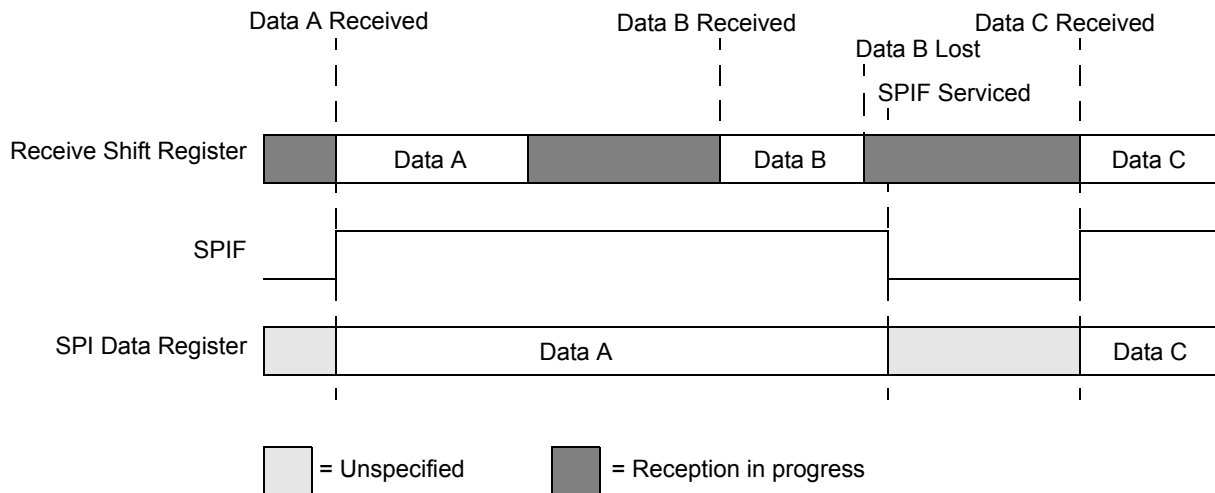 Data A Received
Data B Received
Data C Received
Data B Lost
SPIF Serviced
Receive Shift Register
Data A
Data B
Data C
SPIF
SPI Data Register
Data A
Data C
= Unspecified
= Reception in progress